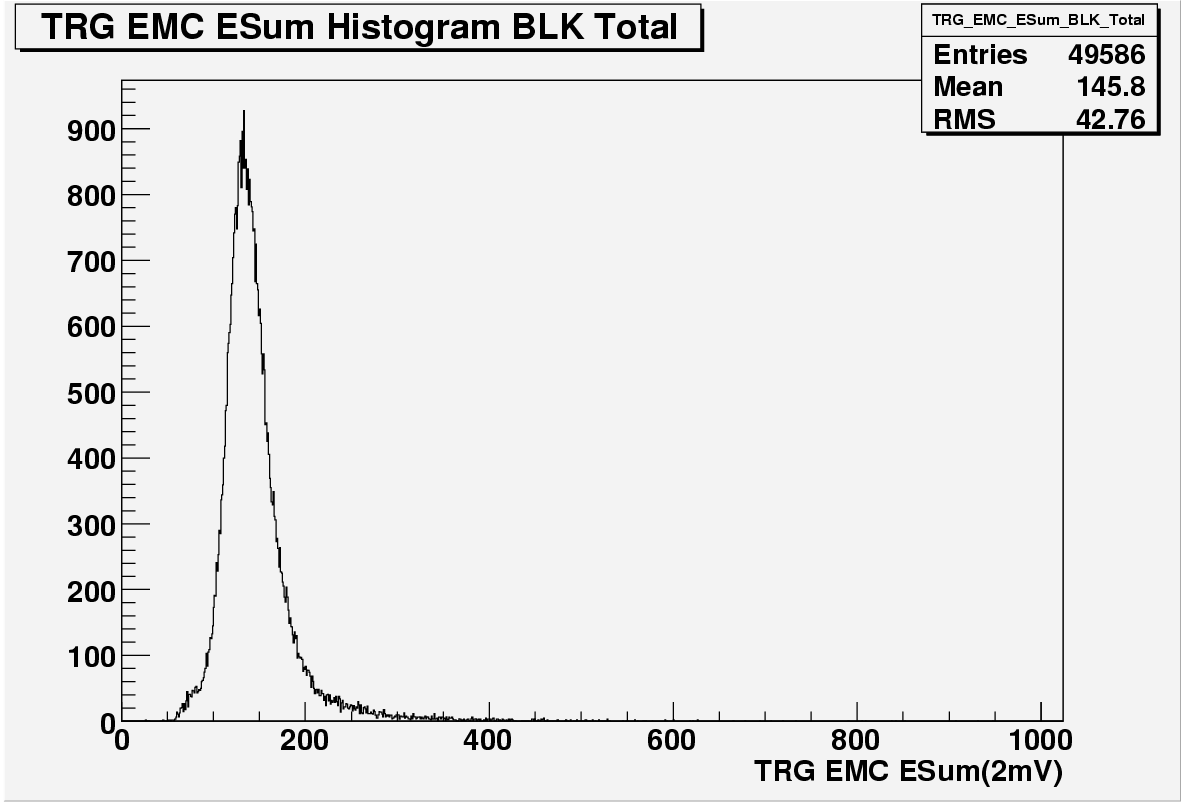 TRG EMC ESum Histogram BLK Total
TRG_EMC_ESum_BLK_Total
Entries 49586
Mean 145.8
RMS 42.76
900
800
700
600
500
400
300
200
100
0
0 200 400 600 800 1000
TRG EMC ESum(2mV)